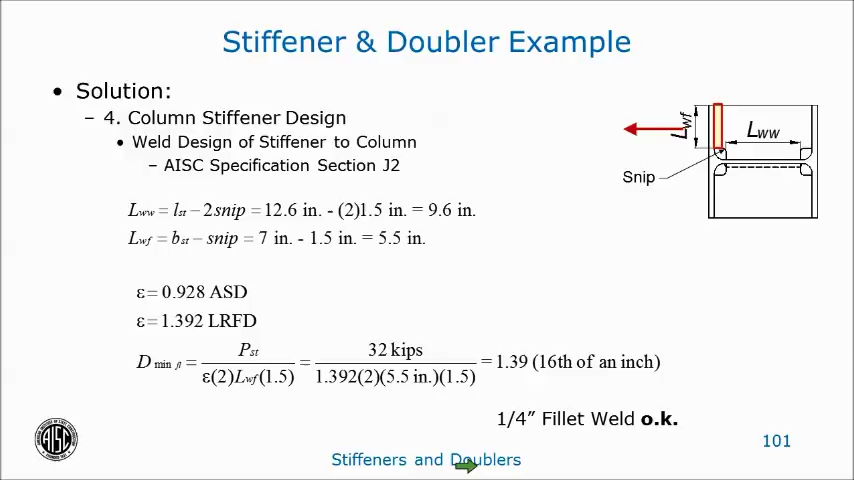 Stiffener & Doubler Example
• Solution:
– 4. Column Stiffener Design
• Weld Design of Stiffener to Column
– AISC Specification Section J2
Lwf
Lww
Snip
Lww = lst – 2snip = 12.6 in. - (2)1.5 in. = 9.6 in.
Lwf = bst – snip = 7 in. - 1.5 in. = 5.5 in.
ε = 0.928 ASD
ε = 1.392 LRFD
D min fl = Pst / ε(2)Lwf(1.5) = 32 kips / 1.392(2)(5.5 in.)(1.5) = 1.39 (16th of an inch)
1/4” Fillet Weld o.k.
AISC
101
Stiffeners and Doublers